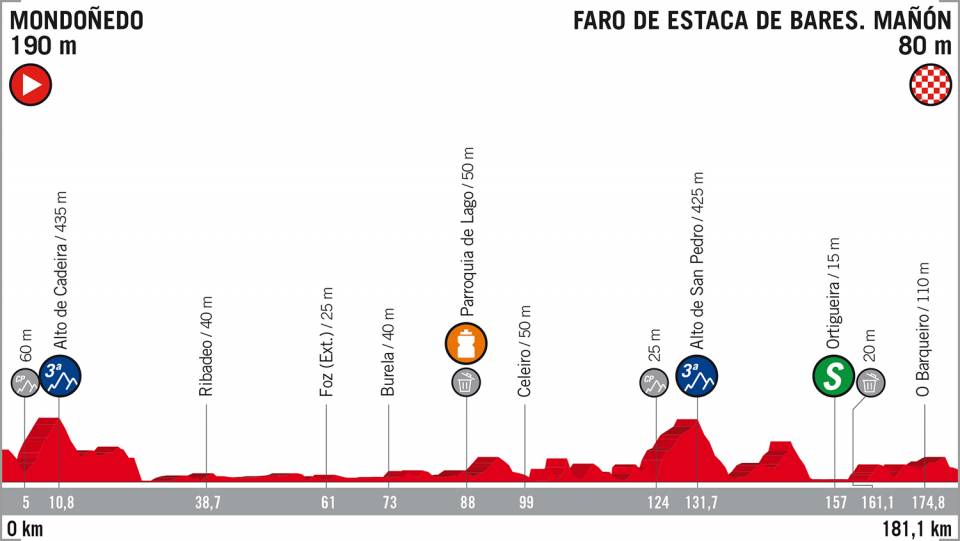 MONDOÑEDO
190 m
FARO DE ESTACA DE BARES. MAÑÓN
80 m
CP
60 m
3ª
Alto de Cadeira / 435 m
Ribadeo / 40 m
Foz (Ext.) / 25 m
Burela / 40 m
Parroquia de Lago / 50 m
Celeiro / 50 m
CP
25 m
3ª
Alto de San Pedro / 425 m
S
Ortigueira / 15 m
20 m
O Barqueiro / 110 m
5 10,8 38,7 61 73 88 99 124 131,7 157 161,1 174,8
0 km 181,1 km